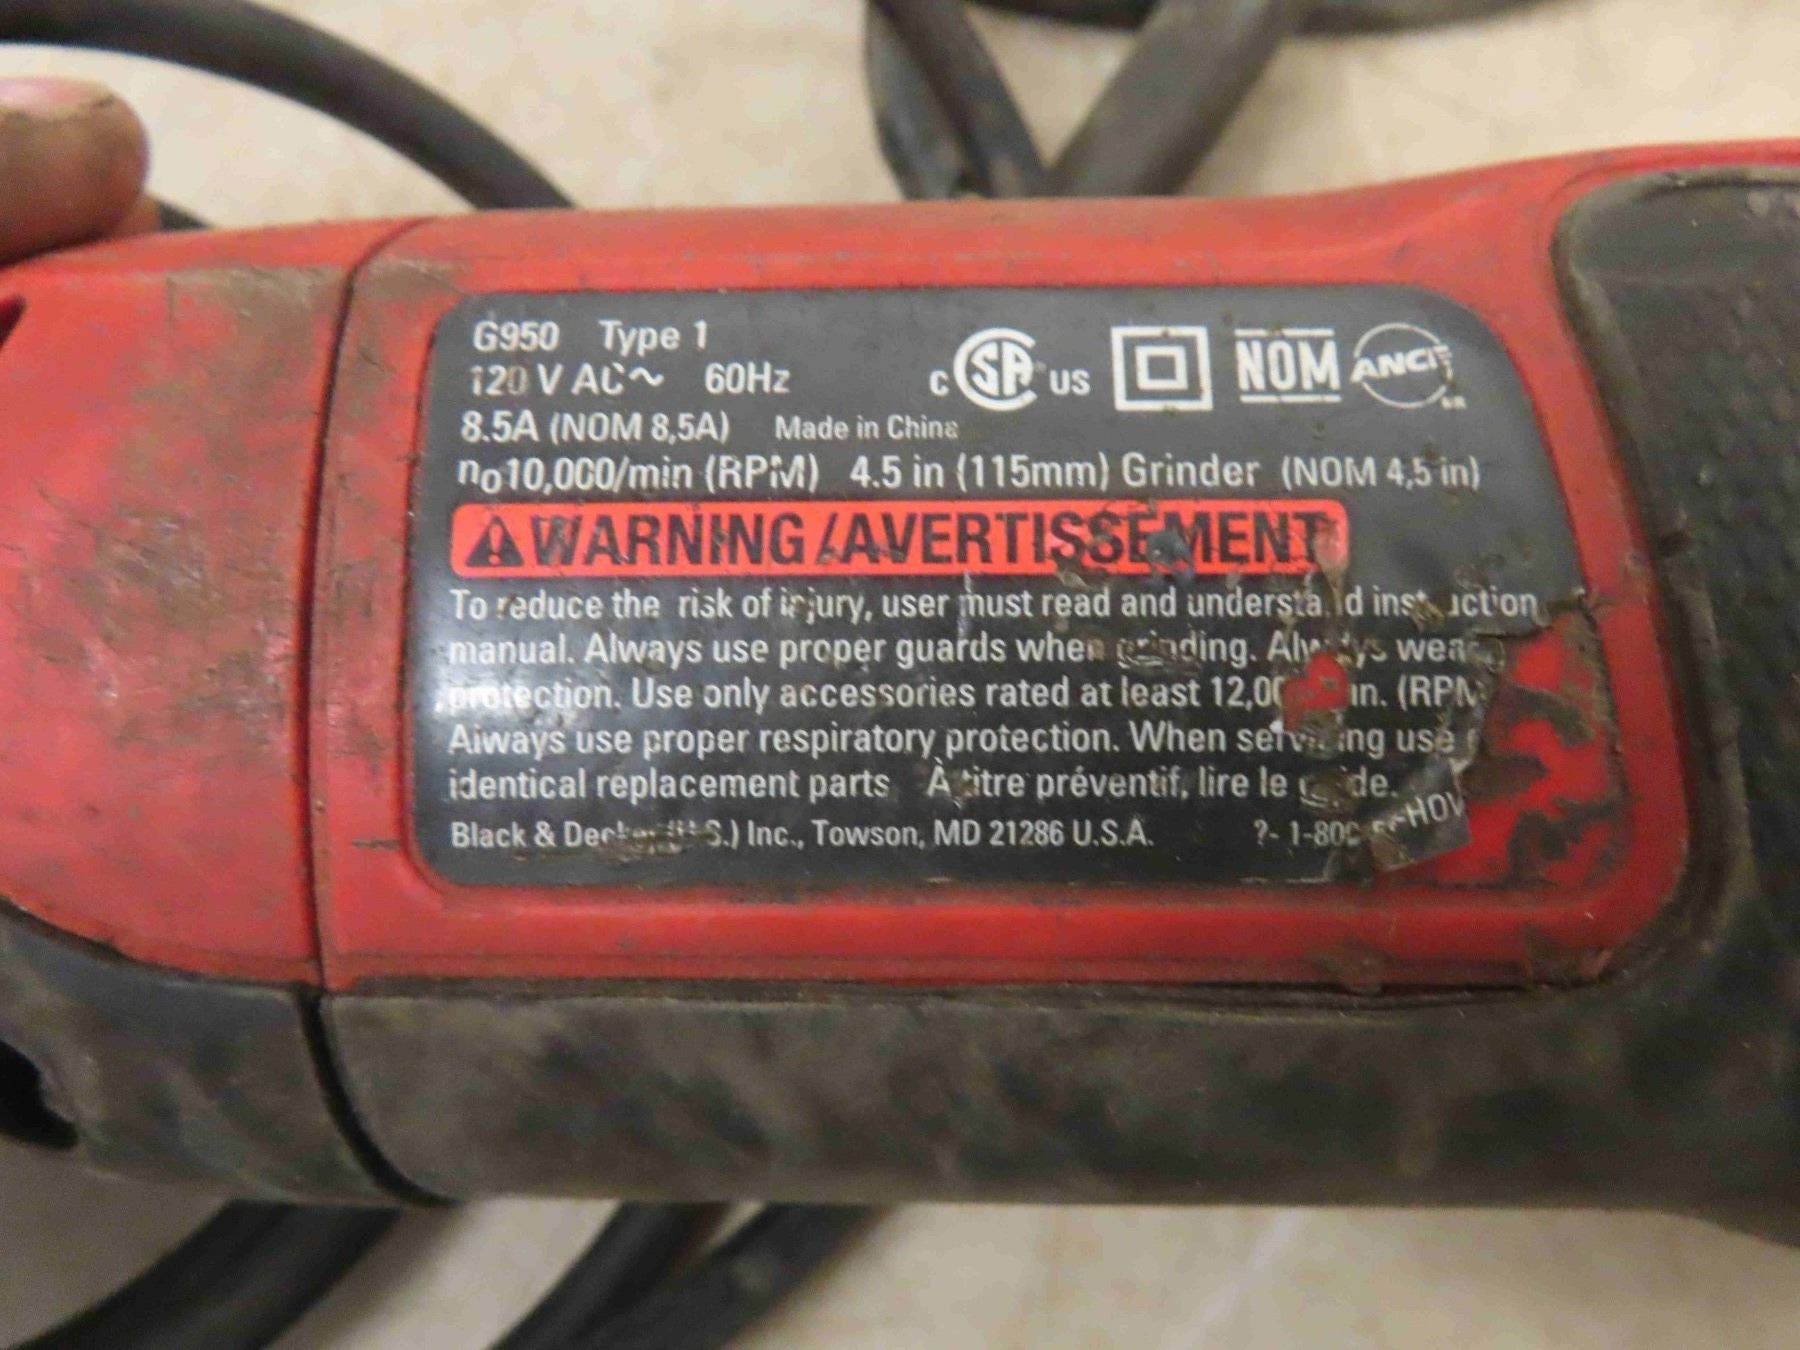 G950 Type 1
120 V AC~ 60Hz
c SA® US NOM ANCE
8.5A (NOM 8,5A) Made in China
no10,000/min (RPM) 4.5 in (115mm) Grinder (NOM 4,5 in)
WARNING/AVERTISSEMENT
To reduce the risk of injury, user must read and understand instruction
manual. Always use proper guards when grinding. Always wear
protection. Use only accessories rated at least in. (RPM
Always use proper respiratory protection. When servicing use
identical replacement parts À titre préventif, lire le guide.
Black & Decker (U.S.) Inc., Towson, MD 21286 U.S.A. ?- 1-800